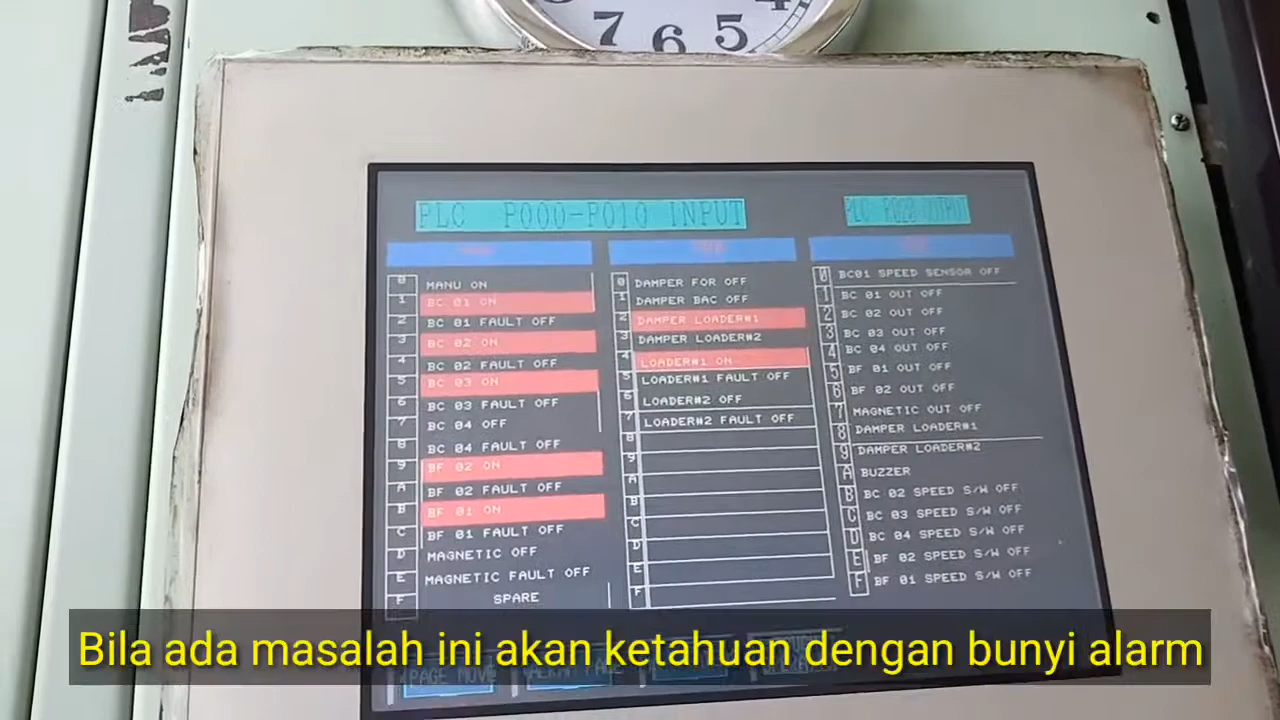 7 6 5 4
PLC P000-P010 INPUT
0 MANU ON
1 BC 01 ON
2 BC 01 FAULT OFF
3 BC 02 ON
4 BC 02 FAULT OFF
5 BC 03 ON
6 BC 03 FAULT OFF
7 BC 04 OFF
8 BC 04 FAULT OFF
9 BF 02 ON
A BF 02 FAULT OFF
B BF 01 ON
C BF 01 FAULT OFF
D MAGNETIC OFF
E MAGNETIC FAULT OFF
F SPARE
0 DAMPER FOR OFF
1 DAMPER BAC OFF
2 DAMPER LOADER#1
3 DAMPER LOADER#2
4 LOADER#1 ON
5 LOADER#1 FAULT OFF
6 LOADER#2 OFF
7 LOADER#2 FAULT OFF
8
9
A
B
C
D
E
F
PLC
0 BC01 SPEED SENSOR OFF
1 BC 01 OUT OFF
2 BC 02 OUT OFF
3 BC 03 OUT OFF
4 BC 04 OUT OFF
5 BF 01 OUT OFF
6 BF 02 OUT OFF
7 MAGNETIC OUT OFF
8 DAMPER LOADER#1
9 DAMPER LOADER#2
A BUZZER
B BC 02 SPEED S/W OFF
C BC 03 SPEED S/W OFF
D BC 04 SPEED S/W OFF
E BF 02 SPEED S/W OFF
F BF 01 SPEED S/W OFF
Bila ada masalah ini akan ketahuan dengan bunyi alarm
PAGE MOVE